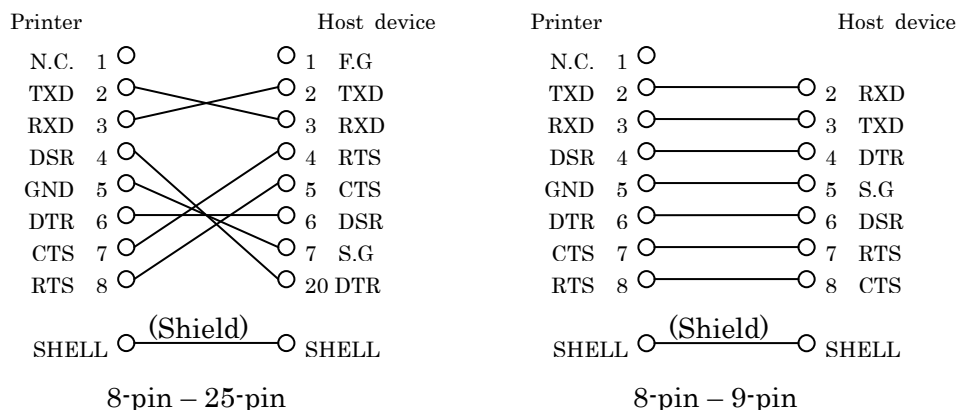 Printer Host device
N.C. 1 1 F.G
TXD 2 2 TXD
RXD 3 3 RXD
DSR 4 4 RTS
GND 5 5 CTS
DTR 6 6 DSR
CTS 7 7 S.G
RTS 8 20 DTR
(Shield)
SHELL SHELL
8-pin – 25-pin
Printer Host device
N.C. 1
TXD 2 2 RXD
RXD 3 3 TXD
DSR 4 4 DTR
GND 5 5 S.G
DTR 6 6 DSR
CTS 7 7 RTS
RTS 8 8 CTS
(Shield)
SHELL SHELL
8-pin – 9-pin